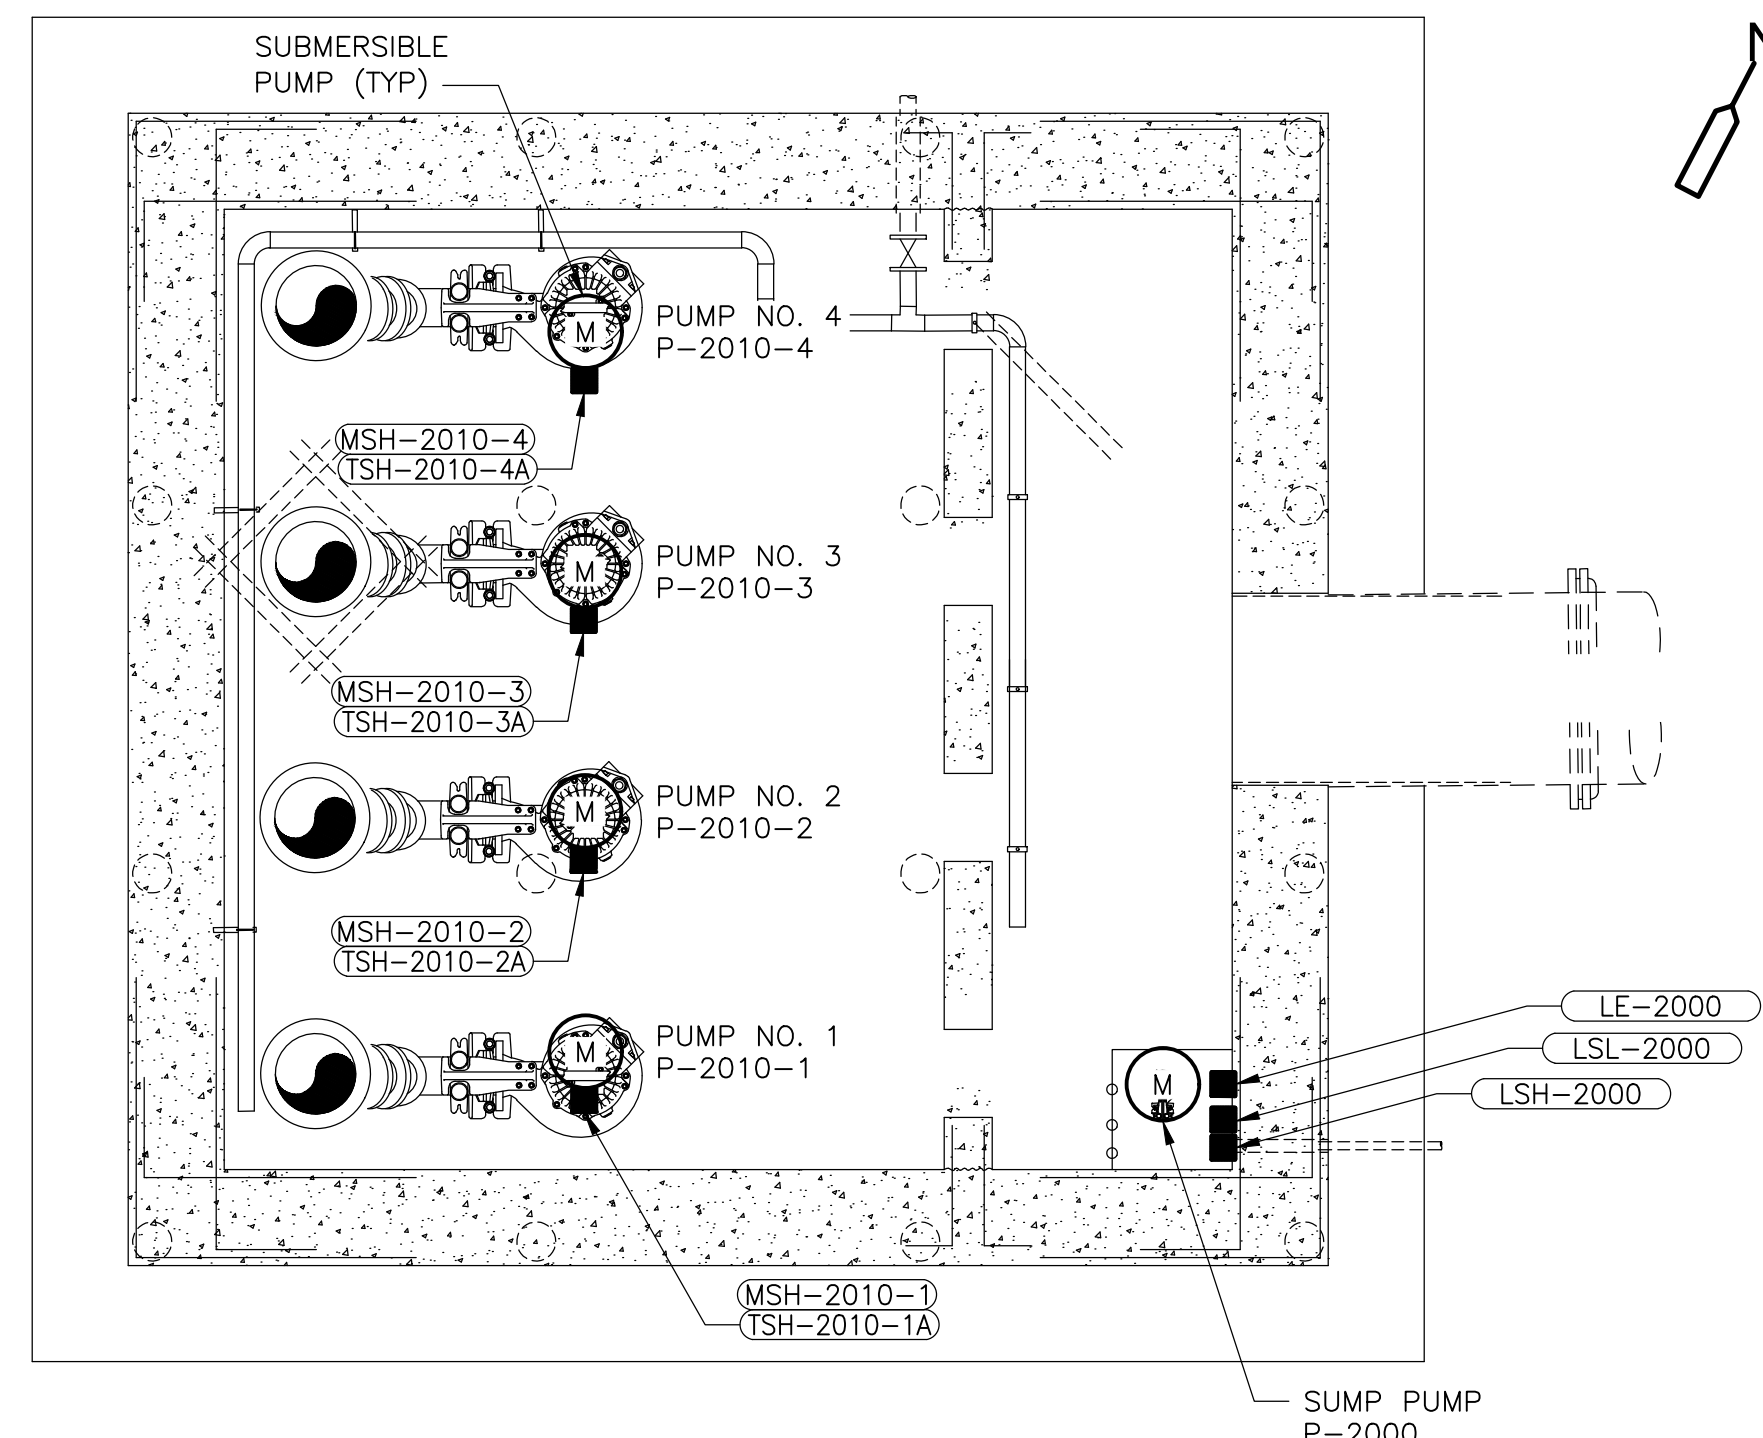 SUBMERSIBLE
PUMP (TYP)
N
M
PUMP NO. 4
P-2010-4
MSH-2010-4
TSH-2010-4A
M
PUMP NO. 3
P-2010-3
MSH-2010-3
TSH-2010-3A
M
PUMP NO. 2
P-2010-2
MSH-2010-2
TSH-2010-2A
M
PUMP NO. 1
P-2010-1
MSH-2010-1
TSH-2010-1A
M
LE-2000
LSL-2000
LSH-2000
SUMP PUMP
P-2000